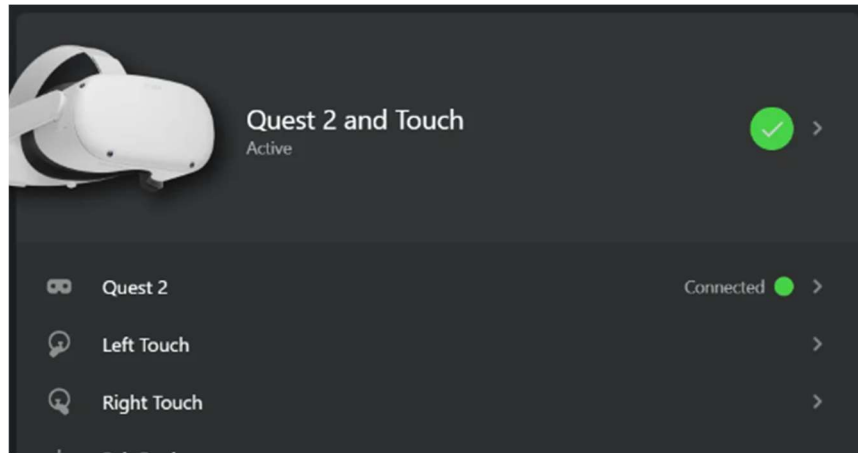 Quest 2 and Touch
Active
Quest 2 Connected
Left Touch
Right Touch